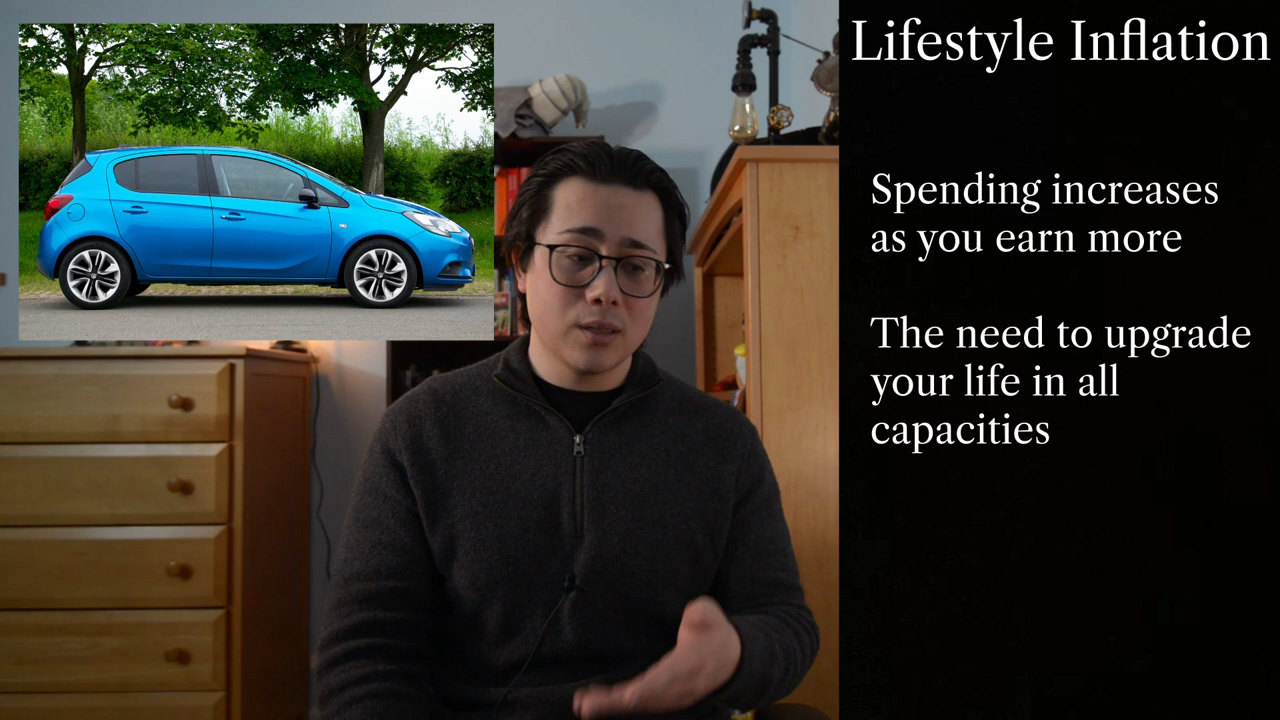 Lifestyle Inflation
Spending increases
as you earn more
The need to upgrade
your life in all
capacities